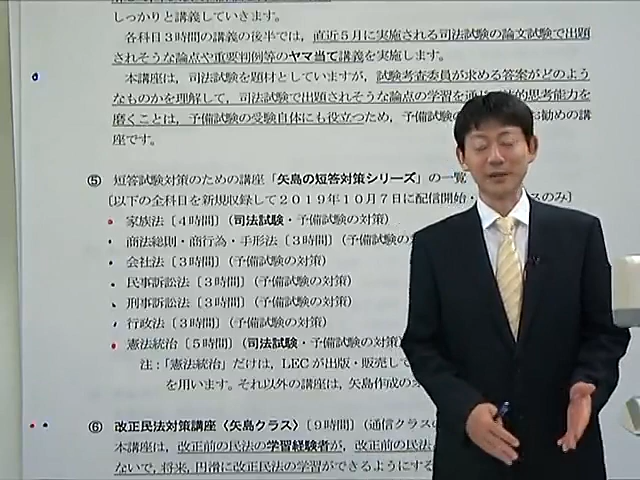 しっかりと講義していきます。
各科目３時間の講義の後半では，直近５月に実施される司法試験の論文試験で出題
されそうな論点や重要判例等のヤマ当て講義を実施します。
本講座は，司法試験を題材としていますが，試験考査委員が求める答案がどのよう
なものかを理解して，司法試験で出題されそうな論点の学習を通じ 法的思考能力を
磨くことは，予備試験の受験自体にも役立つため，予備試験 お勧めの講
座です。
⑤ 短答試験対策のための講座「矢島の短答対策シリーズ」の一覧
〔以下の全科目を新規収録して２０１９年１０月７日に配信開始・ スのみ〕
・ 家族法〔４時間〕（司法試験・予備試験の対策）
・ 商法総則・商行為・手形法〔３時間〕（予備試験の対
・ 会社法〔３時間〕（予備試験の対策）
・ 民事訴訟法〔３時間〕（予備試験の対策）
・ 刑事訴訟法〔３時間〕（予備試験の対策）
・ 行政法〔３時間〕（予備試験の対策）
・ 憲法統治〔５時間〕（司法試験・予備試験の対策）
注：「憲法統治」だけは，ＬＥＣが出版・販売して
を用います。それ以外の講座は，矢島作成の
⑥ 改正民法対策講座〈矢島クラス〉〔９時間〕（通信クラス
本講座は，改正前の民法の学習経験者が，改正前の民法
ないで，将来，円滑に改正民法の学習ができるようにする